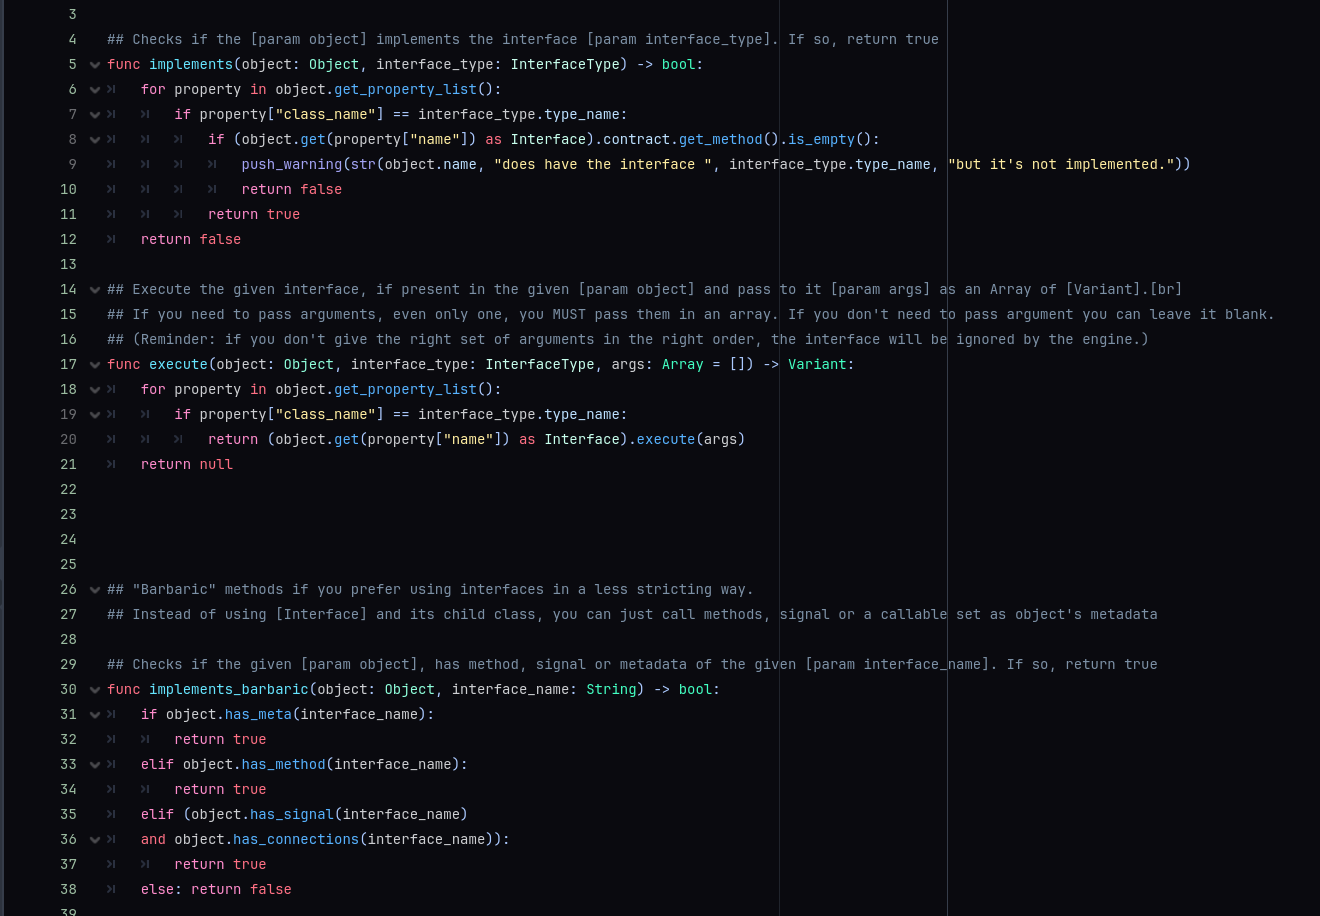 3
4 ## Checks if the [param object] implements the interface [param interface_type]. If so, return true
5 func implements(object: Object, interface_type: InterfaceType) -> bool:
6 for property in object.get_property_list():
7 if property["class_name"] == interface_type.type_name:
8 if (object.get(property["name"]) as Interface).contract.get_method().is_empty():
9 push_warning(str(object.name, "does have the interface ", interface_type.type_name, "but it's not implemented."))
10 return false
11 return true
12 return false
13
14 ## Execute the given interface, if present in the given [param object] and pass to it [param args] as an Array of [Variant].[br]
15 ## If you need to pass arguments, even only one, you MUST pass them in an array. If you don't need to pass argument you can leave it blank.
16 ## (Reminder: if you don't give the right set of arguments in the right order, the interface will be ignored by the engine.)
17 func execute(object: Object, interface_type: InterfaceType, args: Array = []) -> Variant:
18 for property in object.get_property_list():
19 if property["class_name"] == interface_type.type_name:
20 return (object.get(property["name"]) as Interface).execute(args)
21 return null
22
23
24
25
26 ## "Barbaric" methods if you prefer using interfaces in a less stricting way.
27 ## Instead of using [Interface] and its child class, you can just call methods, signal or a callable set as object's metadata
28
29 ## Checks if the given [param object], has method, signal or metadata of the given [param interface_name]. If so, return true
30 func implements_barbaric(object: Object, interface_name: String) -> bool:
31 if object.has_meta(interface_name):
32 return true
33 elif object.has_method(interface_name):
34 return true
35 elif (object.has_signal(interface_name)
36 and object.has_connections(interface_name)):
37 return true
38 else: return false
39